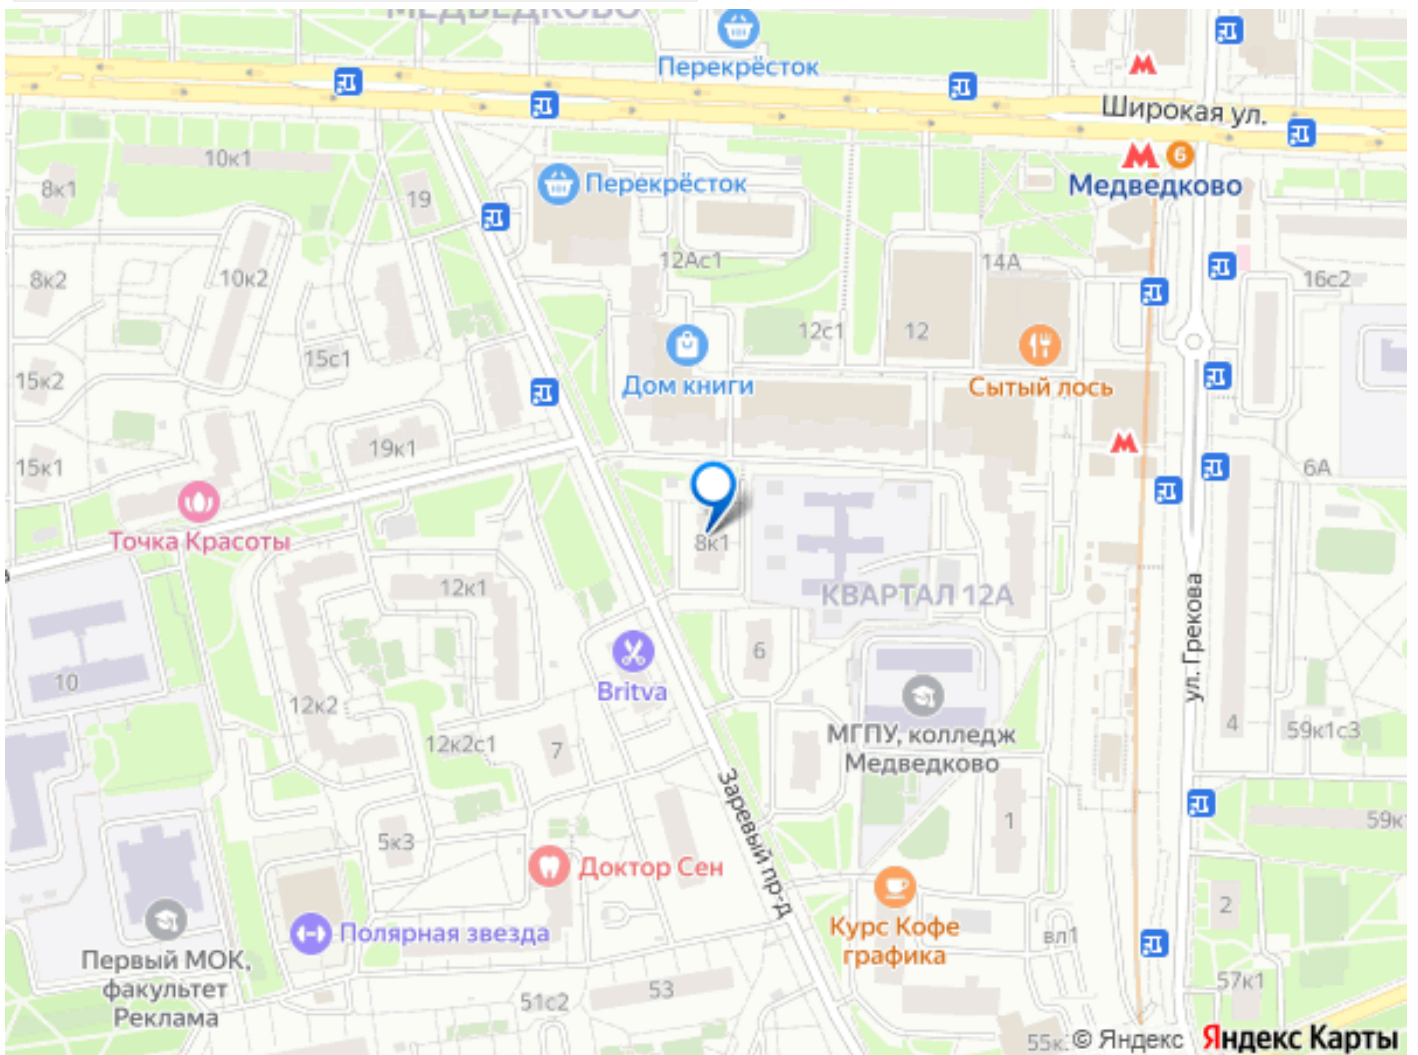 МЕДВЕДКОВО
Перекрёсток
Широкая ул.
10к1
8к1
19
Перекрёсток
6
Медведково
8к2
10к2
12Ас1
14А
16с2
15с1
12с1
12
15к2
Дом книги
Сытый лось
15к1
19к1
6А
Точка Красоты
8к1
12к1
КВАРТАЛ 12А
ул. Грекова
10
6
Britva
12к2
12к2с1
7
МГПУ, колледж
Медведково
4
59к1с3
Заревый пр-д
5к3
1
59к
Доктор Сен
2
Полярная звезда
Курс Кофе
графика
вл1
Первый МОК,
факультет
Реклама
51с2
53
57к1
55к
© Яндекс
Яндекс Карты